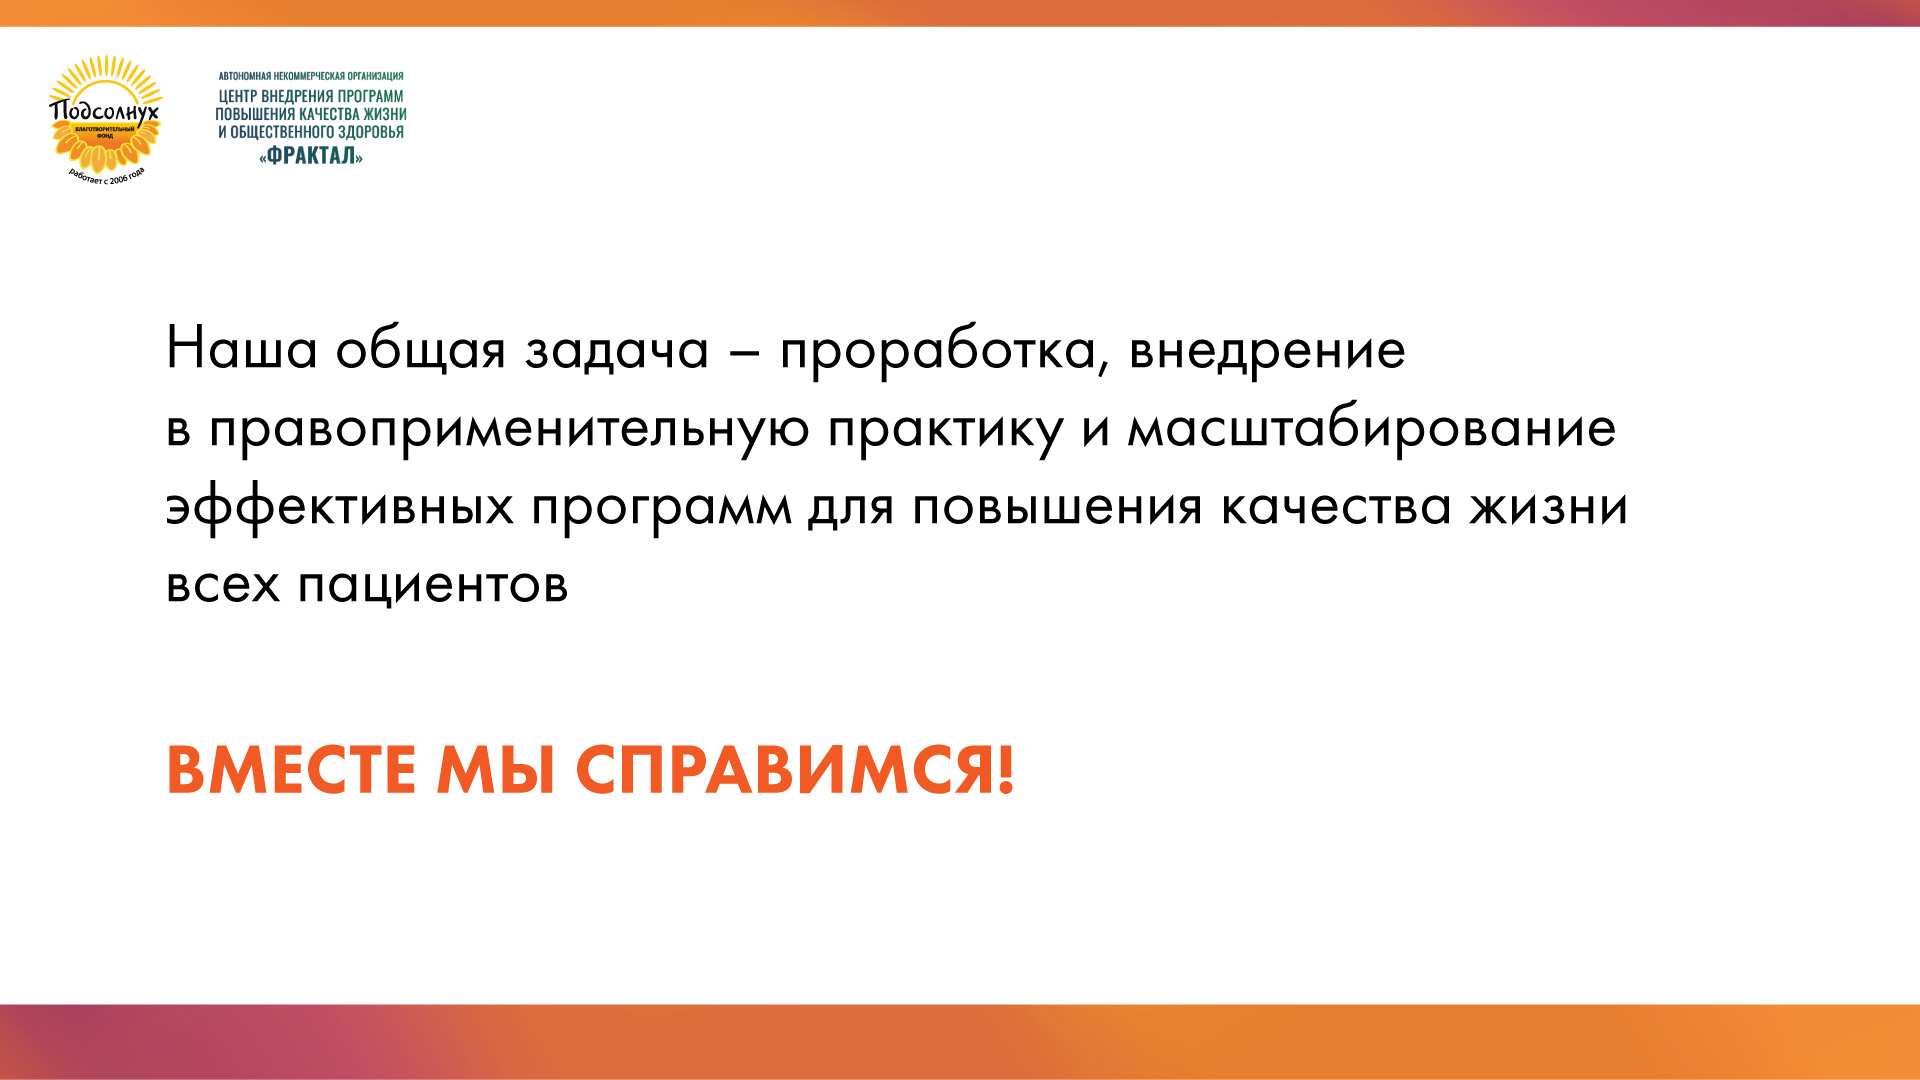 Подсолнух
БЛАГОТВОРИТЕЛЬНЫЙ
ФОНД
работает с 2006 года
АВТОНОМНАЯ НЕКОММЕРЧЕСКАЯ ОРГАНИЗАЦИЯ
ЦЕНТР ВНЕДРЕНИЯ ПРОГРАММ
ПОВЫШЕНИЯ КАЧЕСТВА ЖИЗНИ
И ОБЩЕСТВЕННОГО ЗДОРОВЬЯ
«ФРАКТАЛ»
Наша общая задача – проработка, внедрение
в правоприменительную практику и масштабирование
эффективных программ для повышения качества жизни
всех пациентов
ВМЕСТЕ МЫ СПРАВИМСЯ!